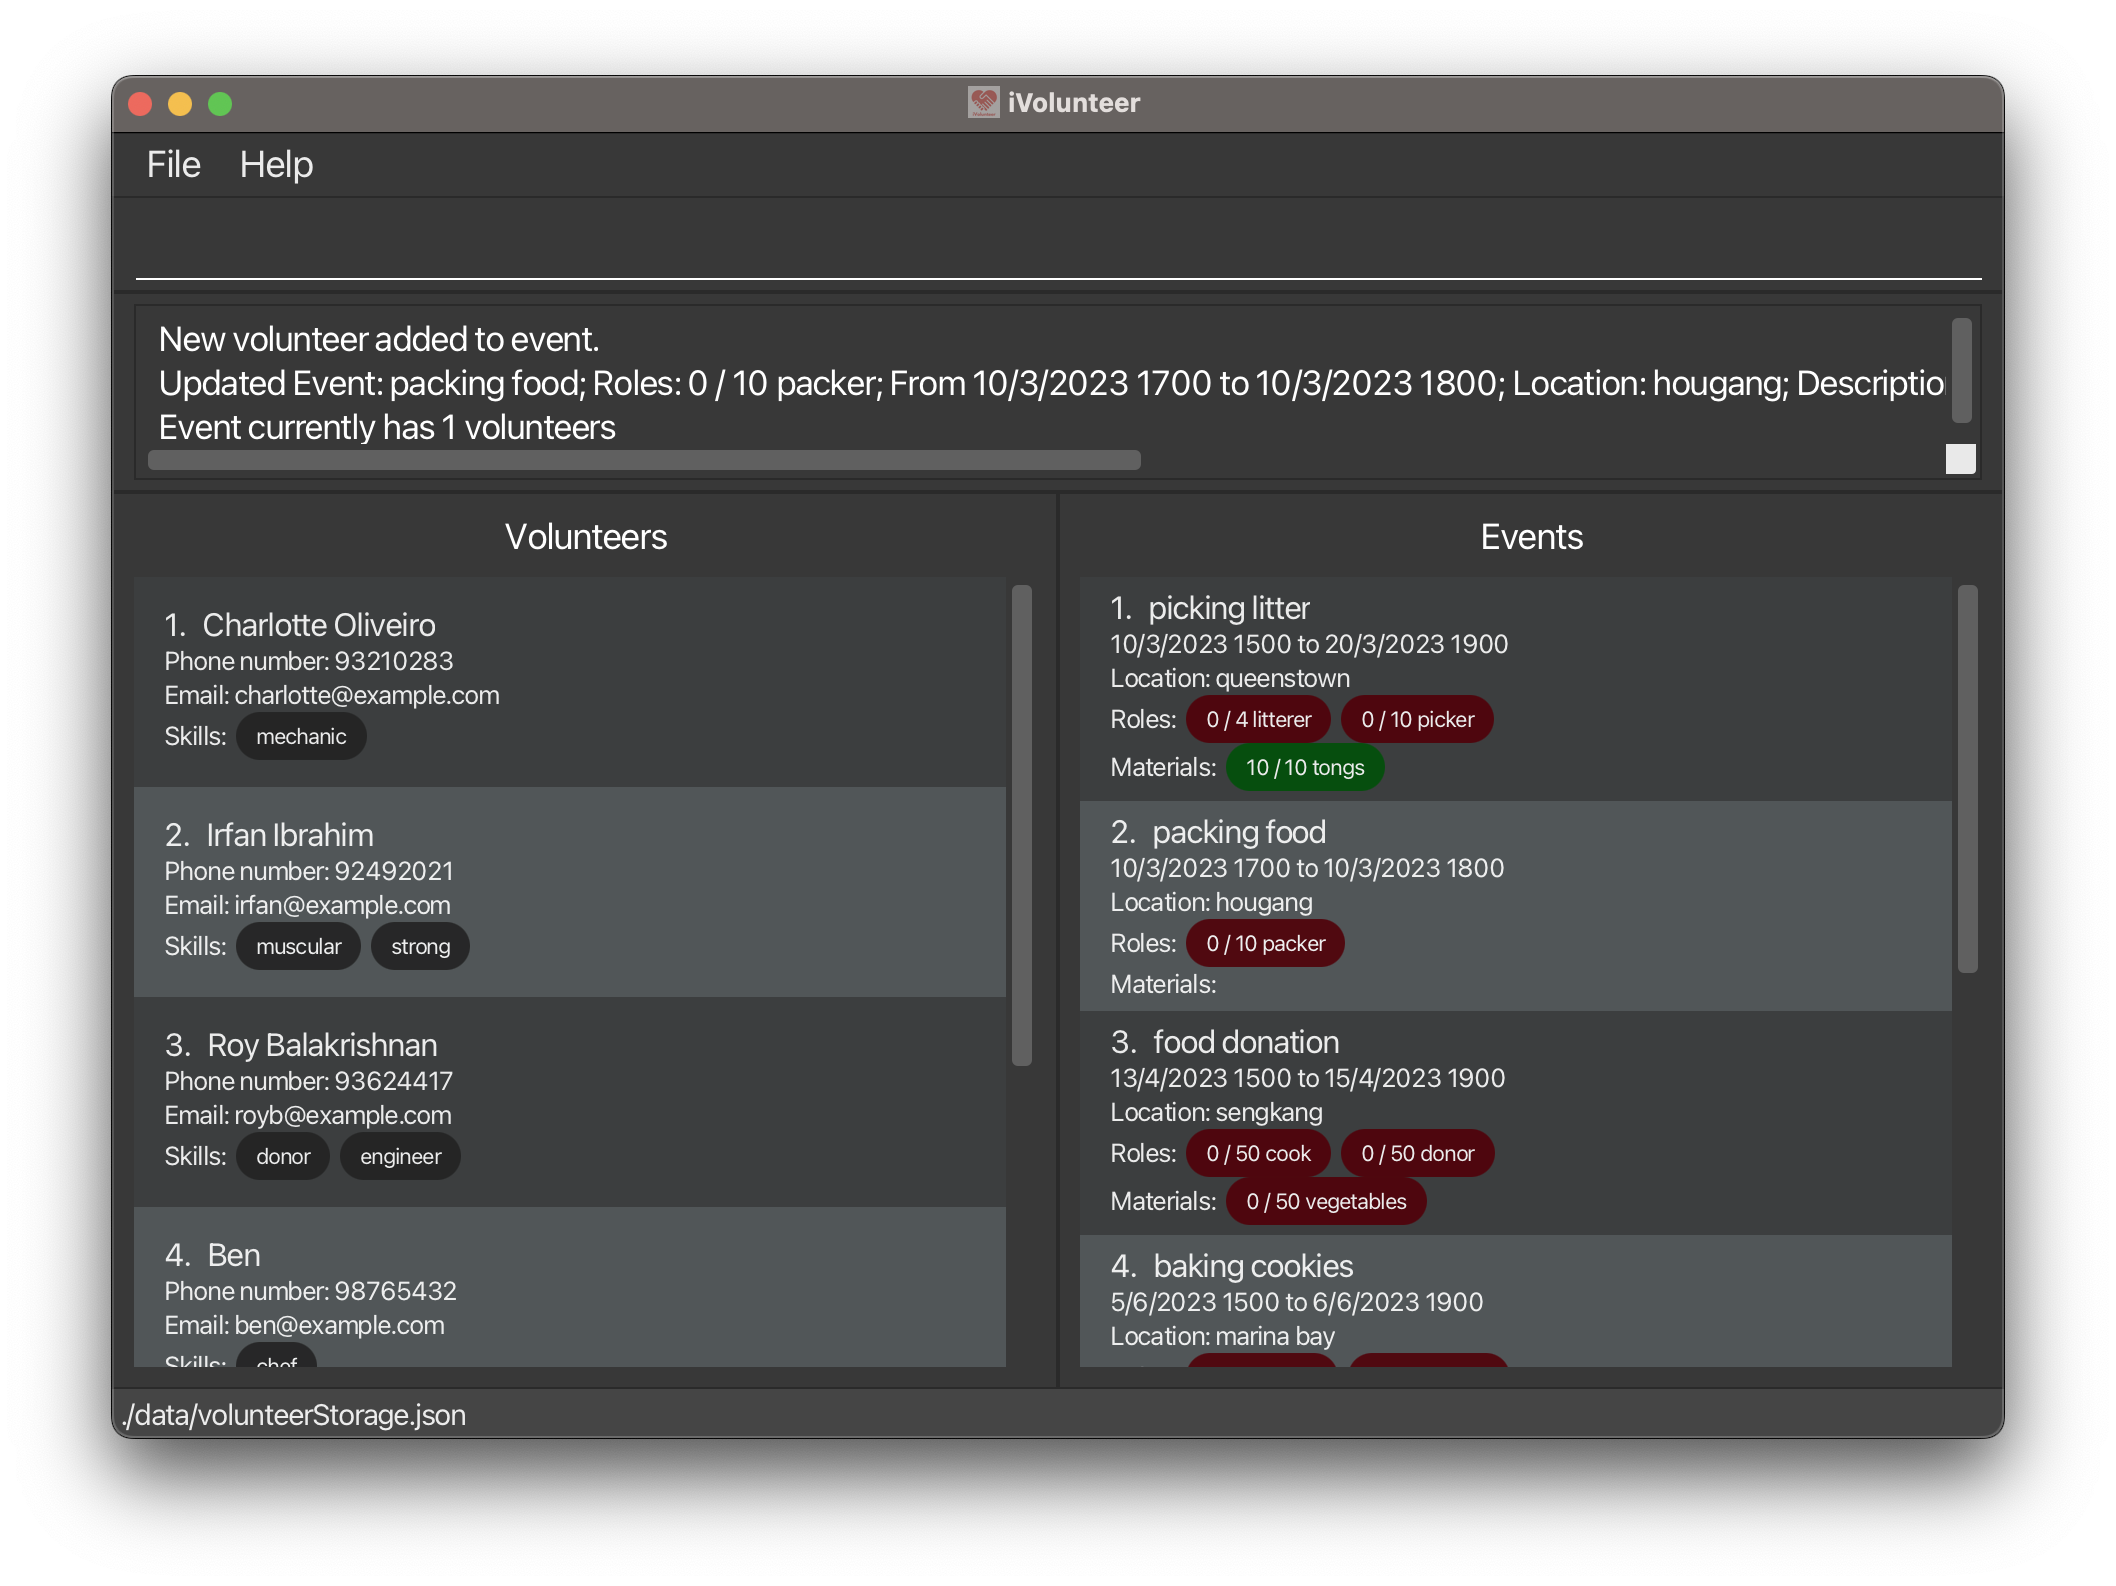 iVolunteer
File Help
New volunteer added to event.
Updated Event: packing food; Roles: 0 / 10 packer; From 10/3/2023 1700 to 10/3/2023 1800; Location: hougang; Descriptio
Event currently has 1 volunteers
Volunteers
1. Charlotte Oliveiro
Phone number: 93210283
Email: charlotte@example.com
Skills: mechanic
2. Irfan Ibrahim
Phone number: 92492021
Email: irfan@example.com
Skills: muscular strong
3. Roy Balakrishnan
Phone number: 93624417
Email: royb@example.com
Skills: donor engineer
4. Ben
Phone number: 98765432
Email: ben@example.com
Skills: chef
Events
1. picking litter
10/3/2023 1500 to 20/3/2023 1900
Location: queenstown
Roles: 0 / 4 litterer 0 / 10 picker
Materials: 10 / 10 tongs
2. packing food
10/3/2023 1700 to 10/3/2023 1800
Location: hougang
Roles: 0 / 10 packer
Materials:
3. food donation
13/4/2023 1500 to 15/4/2023 1900
Location: sengkang
Roles: 0 / 50 cook 0 / 50 donor
Materials: 0 / 50 vegetables
4. baking cookies
5/6/2023 1500 to 6/6/2023 1900
Location: marina bay
./data/volunteerStorage.json